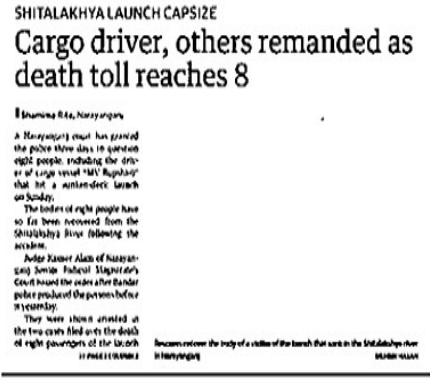 SHITALAKHYA LAUNCH CAPSIZE
Cargo driver, others remanded as
death toll reaches 8
Rita, Narayanganj
A Narayanganj court has granted
the police three days to question
eight people, including the driv-
er of cargo vessel "MV Rupshi-9"
that hit a sunken-deck launch
on Sunday.
The bodies of eight people have
so far been recovered from the
Shitalakhya River following the
accident.
Judge Kawser Alam of Narayan-
ganj Senior Judicial Magistrate's
Court issued the order after Bandar
police produced the persons before
it yesterday.
They were shown arrested in
the two cases filed over the death
of eight passengers of the launch
Rescuers recover the body of a victim of the launch that sank in the Shitalakhya river
in Narayanganj